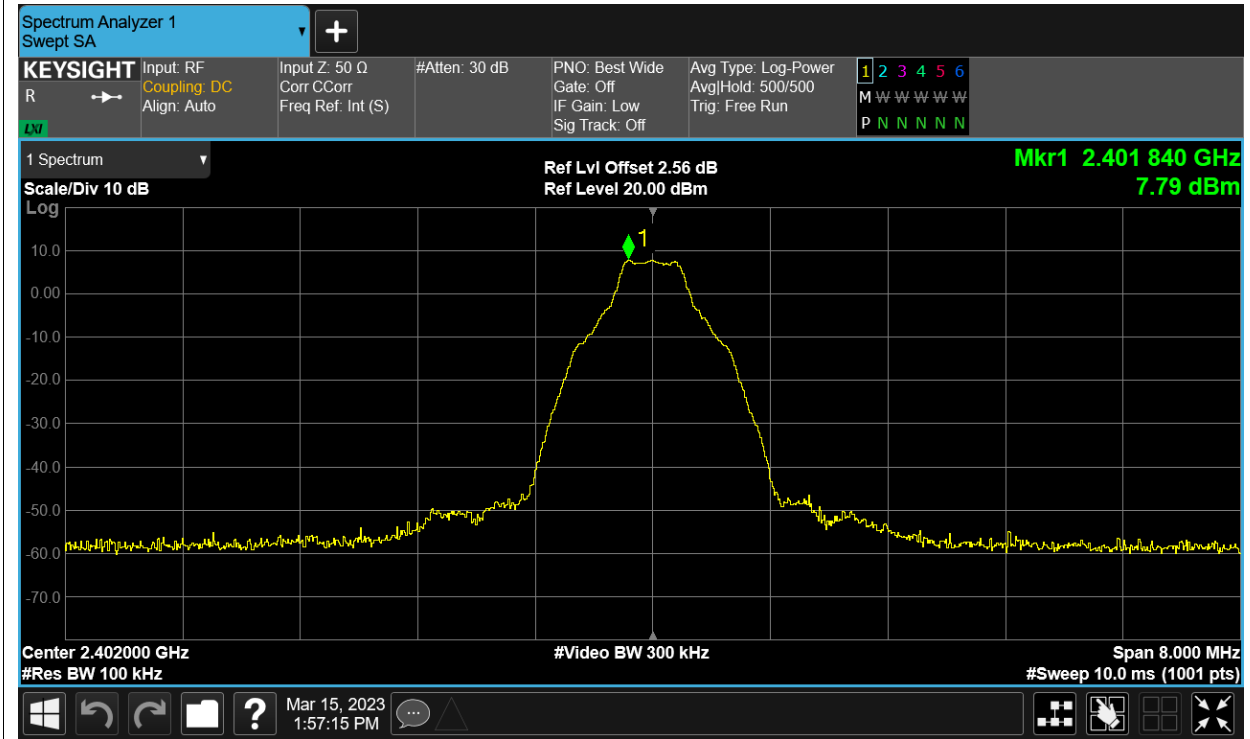 Spectrum Analyzer 1
Swept SA
KEYSIGHT
R
LXI
Input: RF
Coupling: DC
Align: Auto
Input Z: 50 Ω
Corr CCorr
Freq Ref: Int (S)
#Atten: 30 dB
PNO: Best Wide
Gate: Off
IF Gain: Low
Sig Track: Off
Avg Type: Log-Power
Avg|Hold: 500/500
Trig: Free Run
1 2 3 4 5 6
M W W W W W
P N N N N N
1 Spectrum
Scale/Div 10 dB
Log
Ref Lvl Offset 2.56 dB
Ref Level 20.00 dBm
Mkr1 2.401 840 GHz
7.79 dBm
1
10.0
0.00
-10.0
-20.0
-30.0
-40.0
-50.0
-60.0
-70.0
Center 2.402000 GHz
#Res BW 100 kHz
#Video BW 300 kHz
Span 8.000 MHz
#Sweep 10.0 ms (1001 pts)
?
Mar 15, 2023
1:57:15 PM